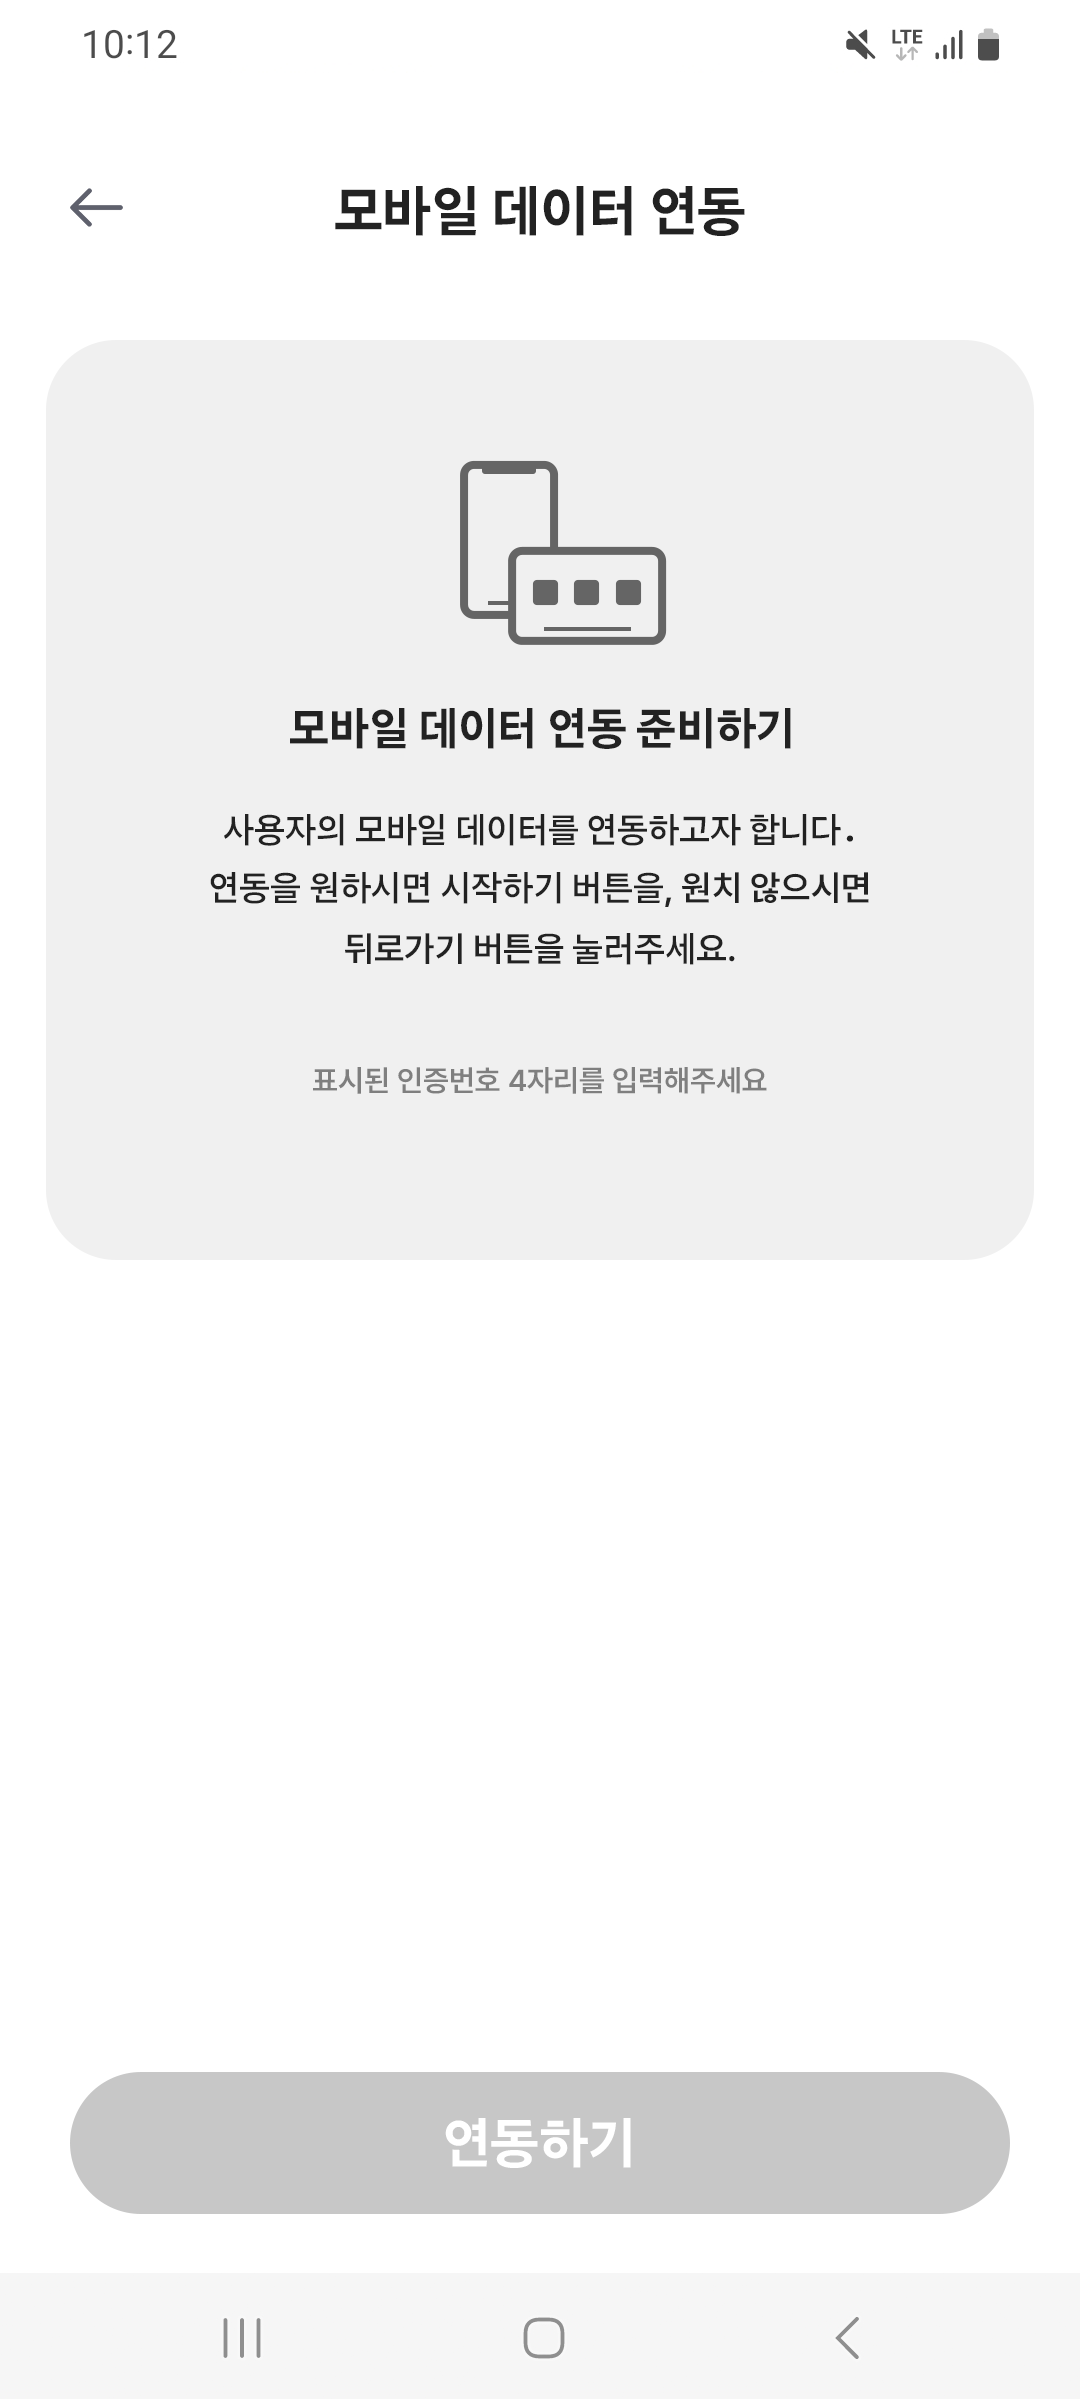 10:12
LTE
모바일 데이터 연동
모바일 데이터 연동 준비하기
사용자의 모바일 데이터를 연동하고자 합니다.
연동을 원하시면 시작하기 버튼을, 원치 않으시면
뒤로가기 버튼을 눌러주세요.
표시된 인증번호 4자리를 입력해주세요
연동하기